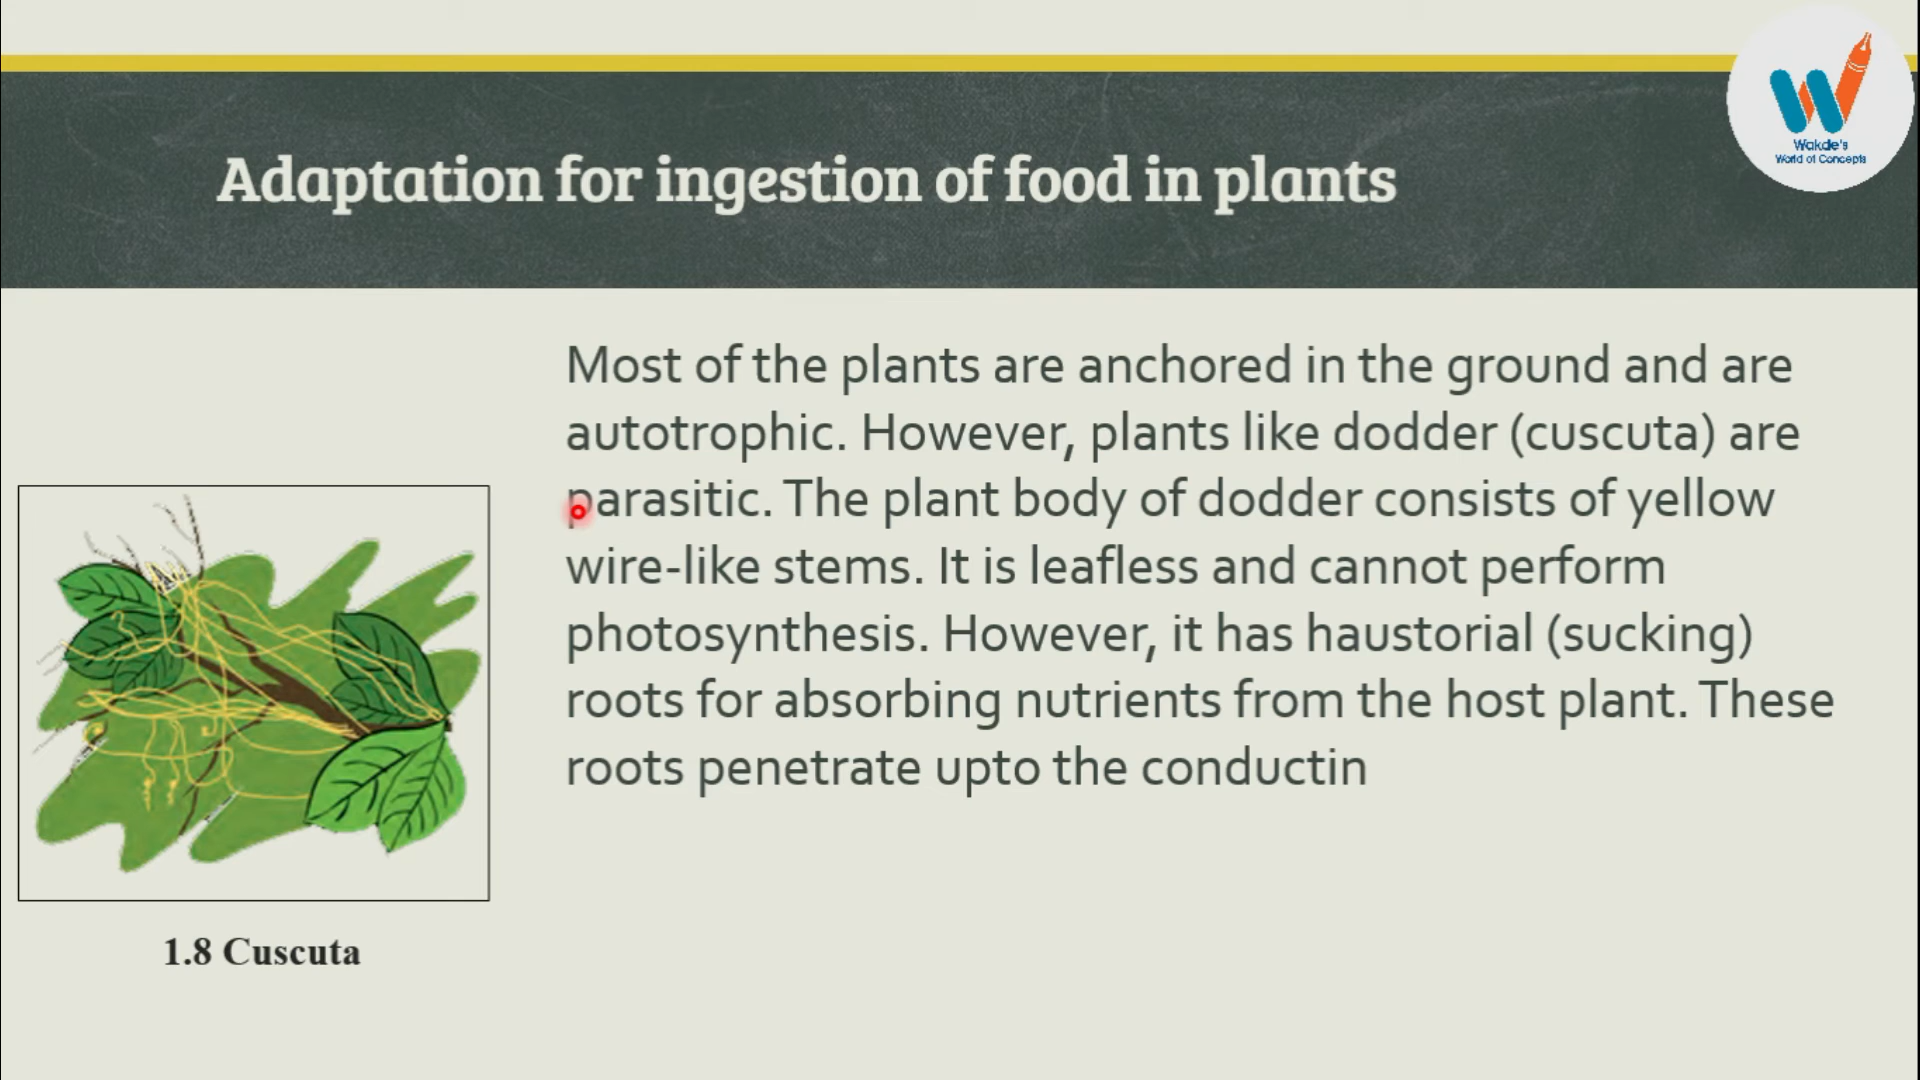 Wakde's
World of Concepts
Adaptation for ingestion of food in plants
Most of the plants are anchored in the ground and are
autotrophic. However, plants like dodder (cuscuta) are
parasitic. The plant body of dodder consists of yellow
wire-like stems. It is leafless and cannot perform
photosynthesis. However, it has haustorial (sucking)
roots for absorbing nutrients from the host plant. These
roots penetrate upto the conductin
1.8 Cuscuta